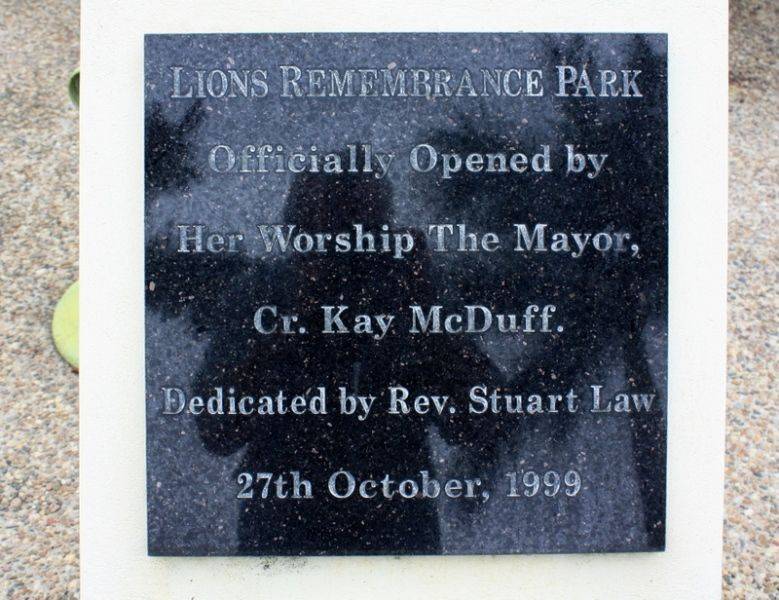 LIONS REMEMBRANCE PARK
Officially Opened by
Her Worship The Mayor,
Cr. Kay McDuff.
Dedicated by Rev. Stuart Law
27th October, 1999